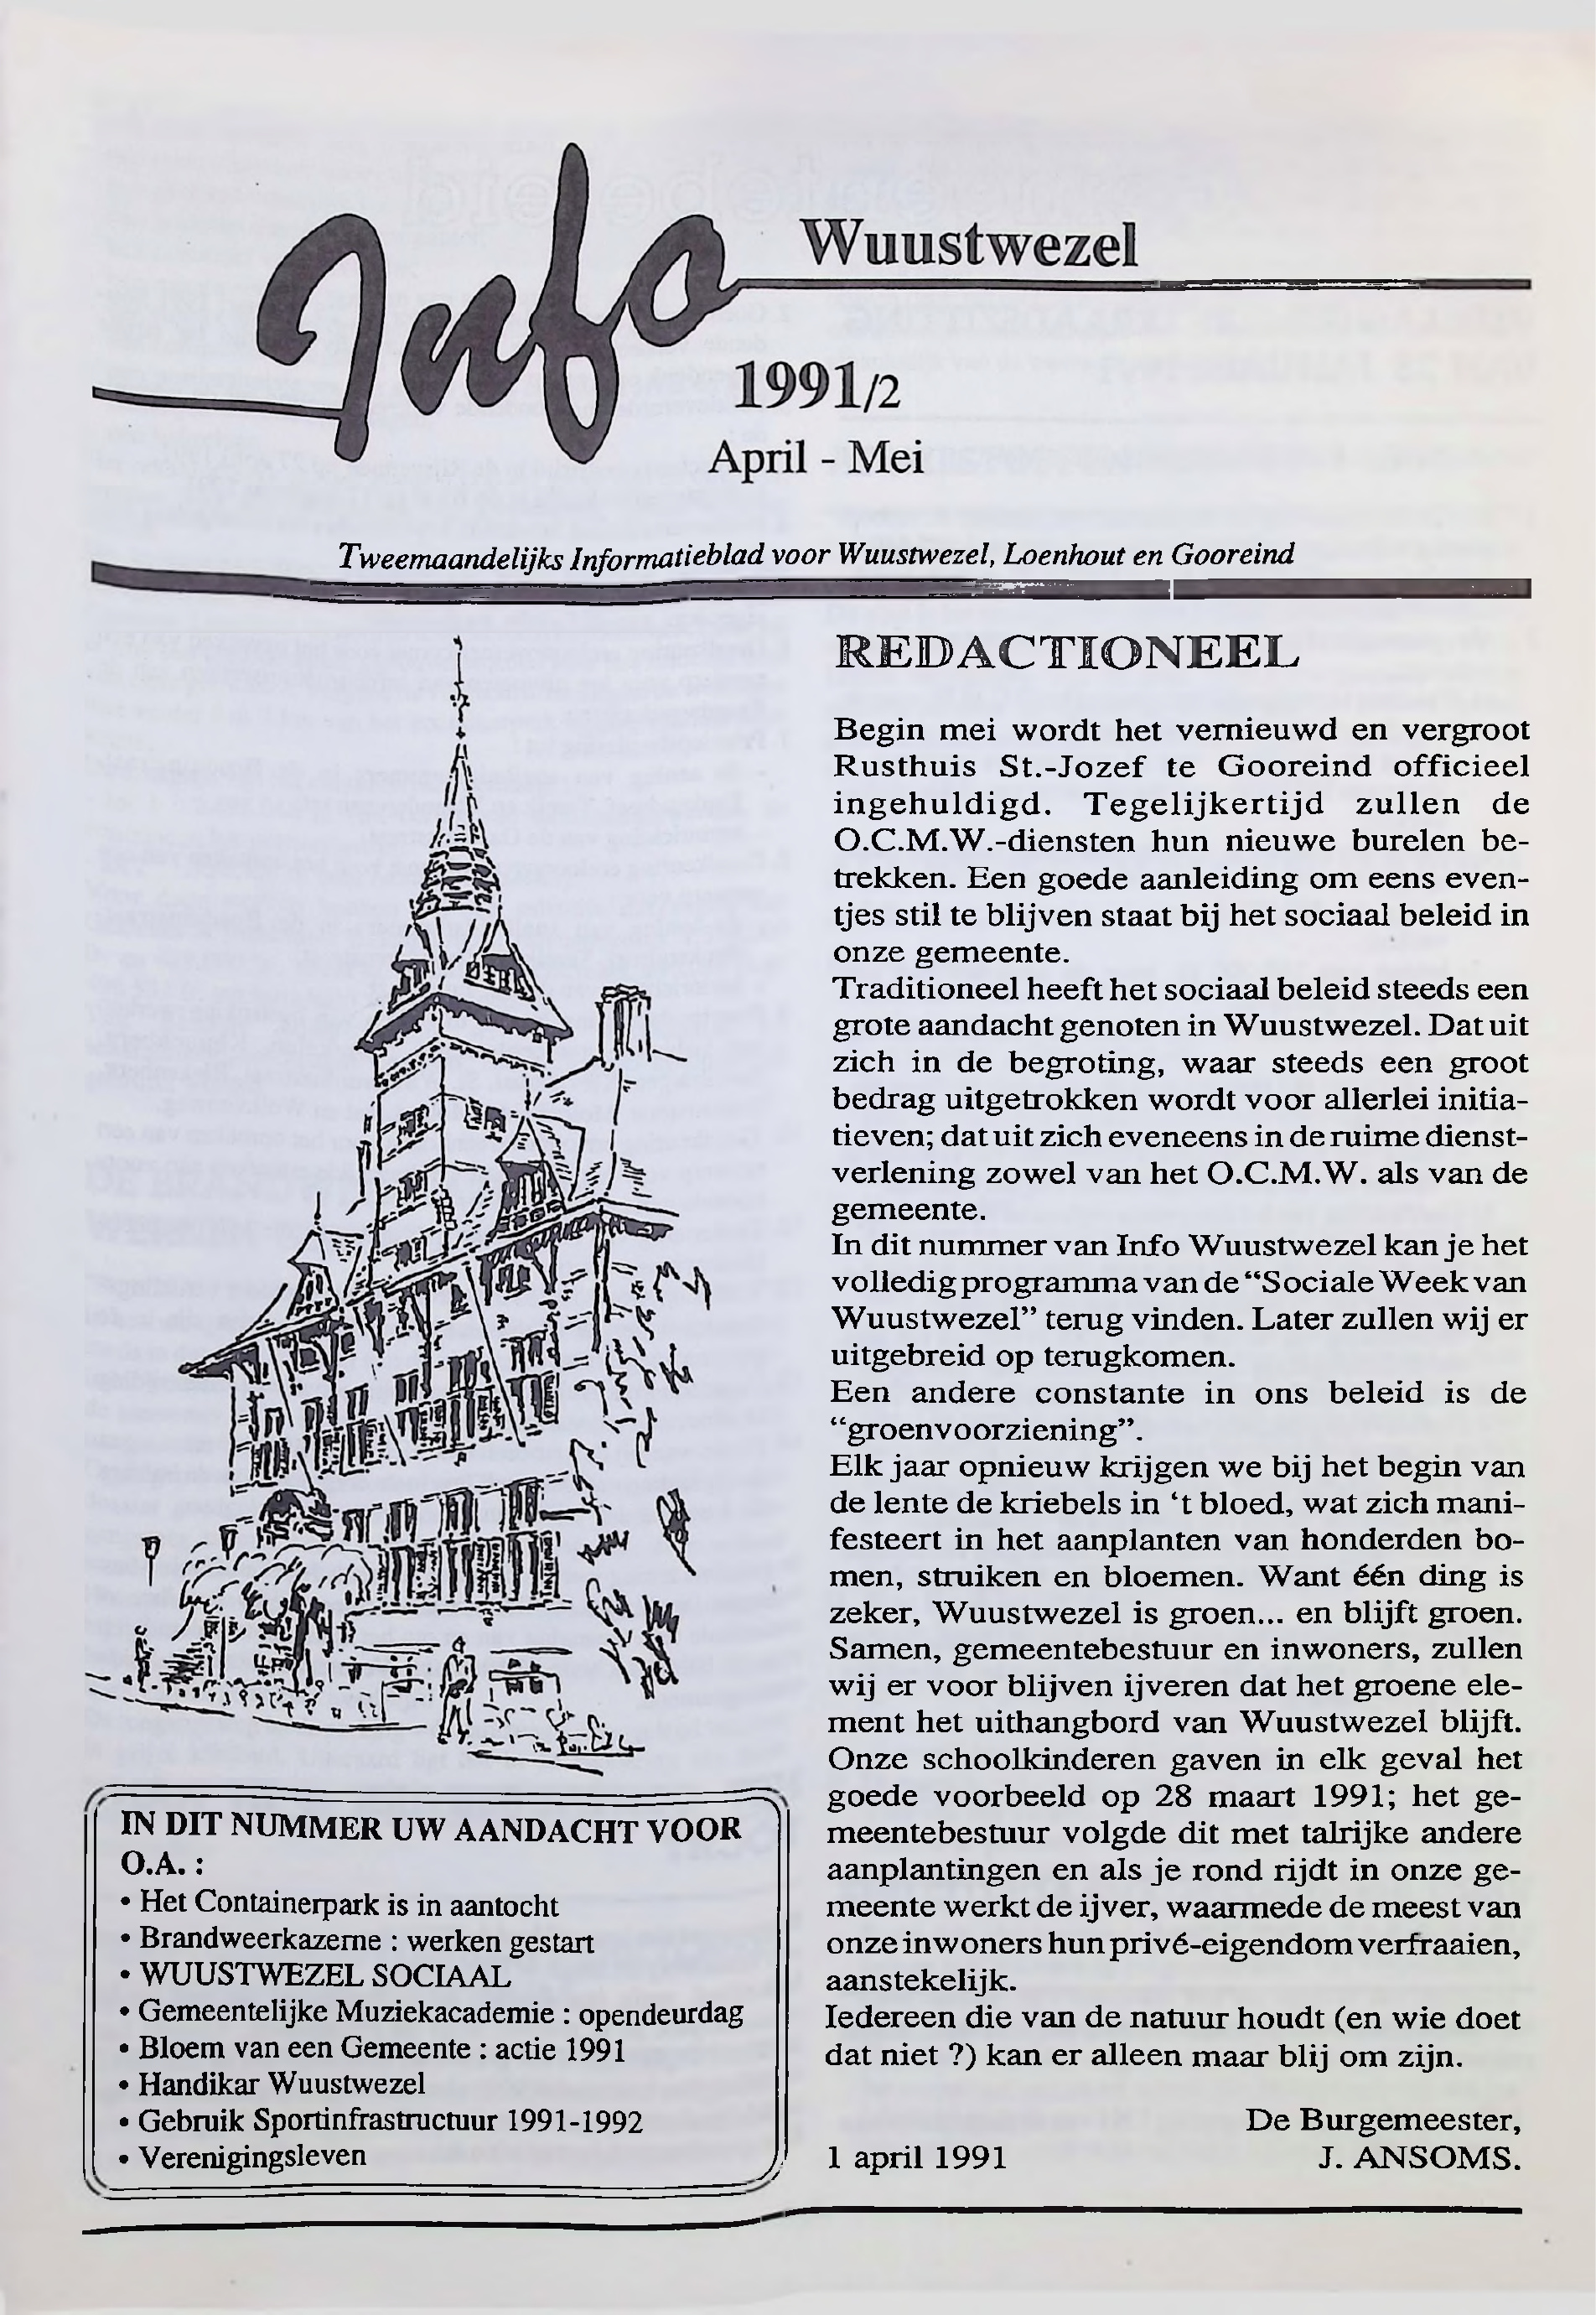 Info Wuustwezel
1991/2
April - Mei
Tweemaandelijks Informatieblad voor Wuustwezel, Loenhout en Gooreind
REDACTIONEEL
Begin mei wordt het vernieuwd en vergroot
Rusthuis St.-Jozef te Gooreind officieel
ingehuldigd. Tegelijkertijd zullen de
O.C.M.W.-diensten hun nieuwe burelen be-
trekken. Een goede aanleiding om eens even-
tjes stil te blijven staat bij het sociaal beleid in
onze gemeente.
Traditioneel heeft het sociaal beleid steeds een
grote aandacht genoten in Wuustwezel. Dat uit
zich in de begroting, waar steeds een groot
bedrag uitgetrokken wordt voor allerlei initia-
tieven; dat uit zich eveneens in de ruime dienst-
verlening zowel van het O.C.M.W. als van de
gemeente.
In dit nummer van Info Wuustwezel kan je het
volledig programma van de “Sociale Week van
Wuustwezel” terug vinden. Later zullen wij er
uitgebreid op terugkomen.
Een andere constante in ons beleid is de
“groenvoorziening”.
Elk jaar opnieuw krijgen we bij het begin van
de lente de kriebels in ‘t bloed, wat zich mani-
festeert in het aanplanten van honderden bo-
men, struiken en bloemen. Want één ding is
zeker, Wuustwezel is groen... en blijft groen.
Samen, gemeentebestuur en inwoners, zullen
wij er voor blijven ijveren dat het groene ele-
ment het uithangbord van Wuustwezel blijft.
Onze schoolkinderen gaven in elk geval het
goede voorbeeld op 28 maart 1991; het ge-
meentebestuur volgde dit met talrijke andere
aanplantingen en als je rond rijdt in onze ge-
meente werkt de ijver, waarmede de meest van
onze inwoners hun privé-eigendom verfraaien,
aanstekelijk.
Iedereen die van de natuur houdt (en wie doet
dat niet ?) kan er alleen maar blij om zijn.
De Burgemeester,
1 april 1991 J. ANSOMS.
IN DIT NUMMER UW AANDACHT VOOR
O.A. :
• Het Containerpark is in aantocht
• Brandweerkazerne : werken gestart
• WUUSTWEZEL SOCIAAL
• Gemeentelijke Muziekacademie : opendeurdag
• Bloem van een Gemeente : actie 1991
• Handikar Wuustwezel
• Gebruik Sportinfrastructuur 1991-1992
• Verenigingsleven